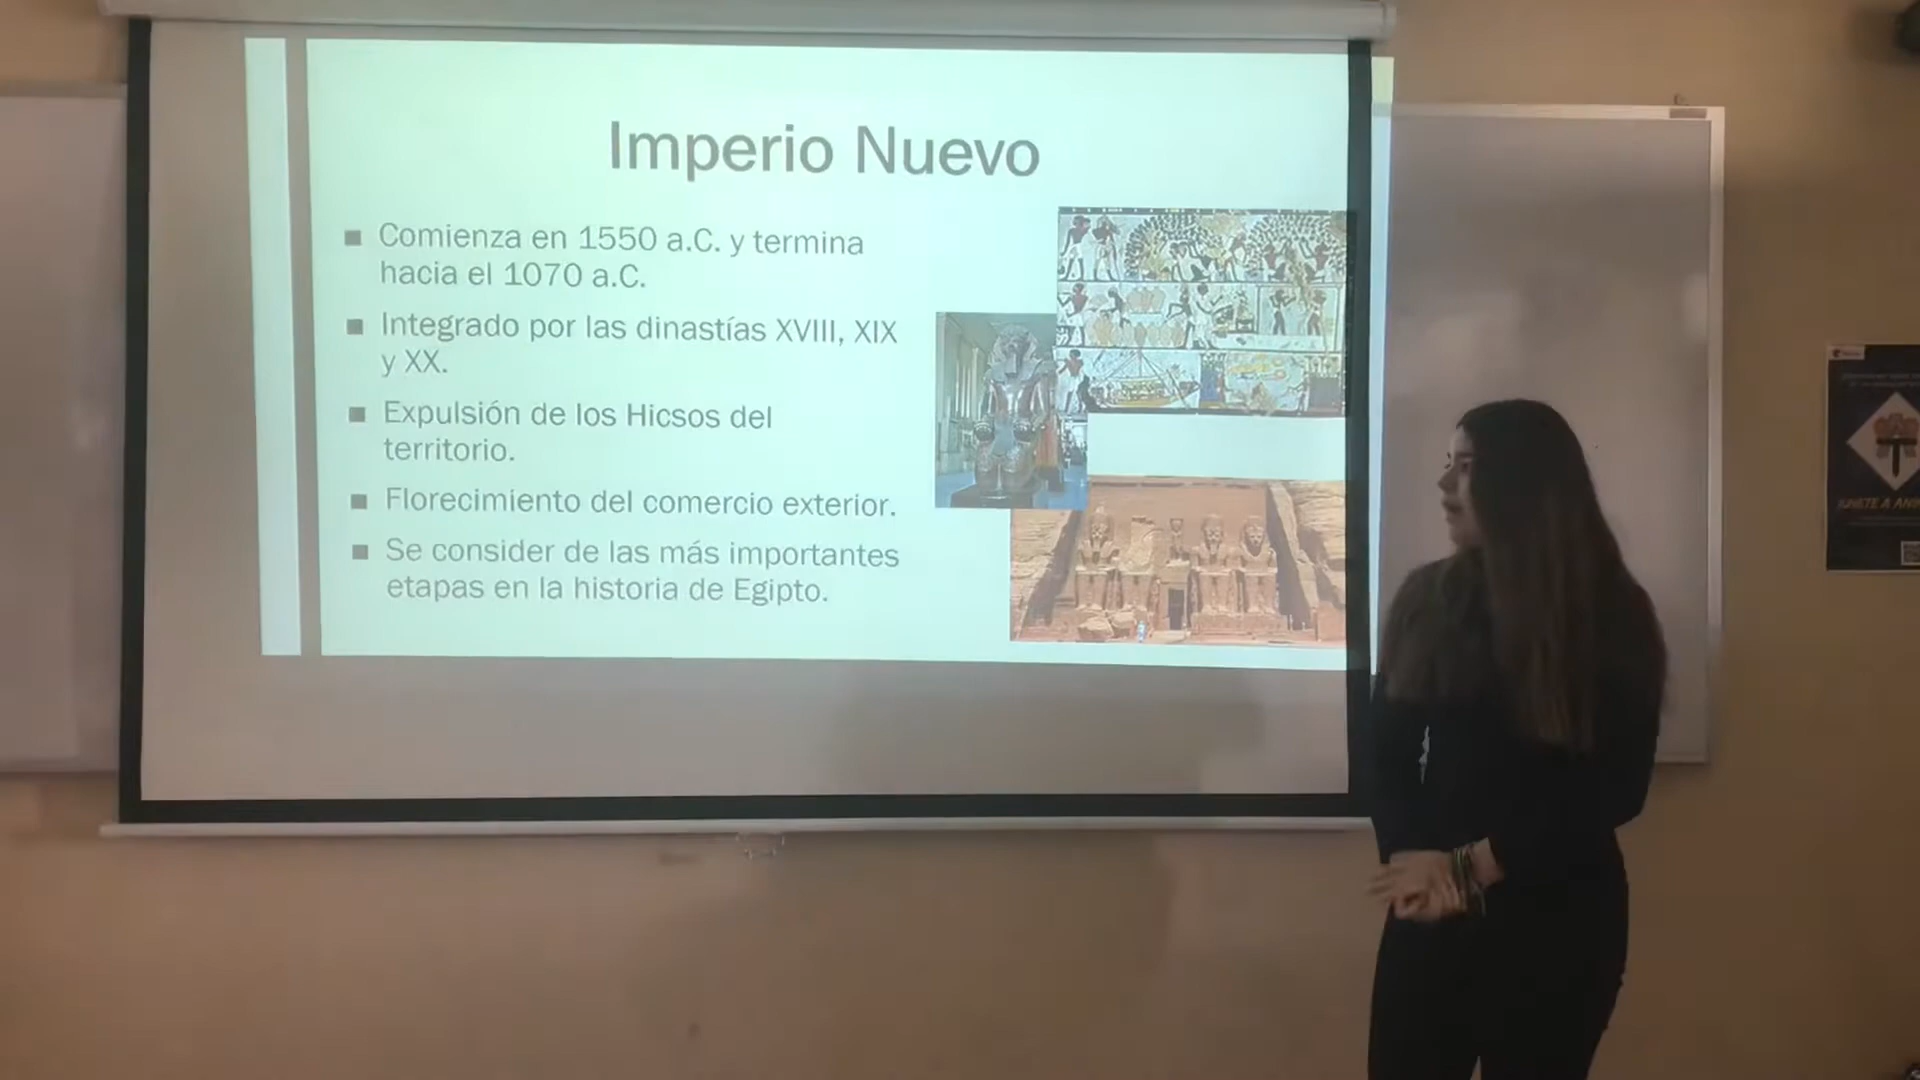 Imperio Nuevo
Comienza en 1550 a.C. y termina
hacia el 1070 a.C.
Integrado por las dinastías XVIII, XIX
y XX.
Expulsión de los Hicsos del
territorio.
Florecimiento del comercio exterior.
Se consider de las más importantes
etapas en la historia de Egipto.